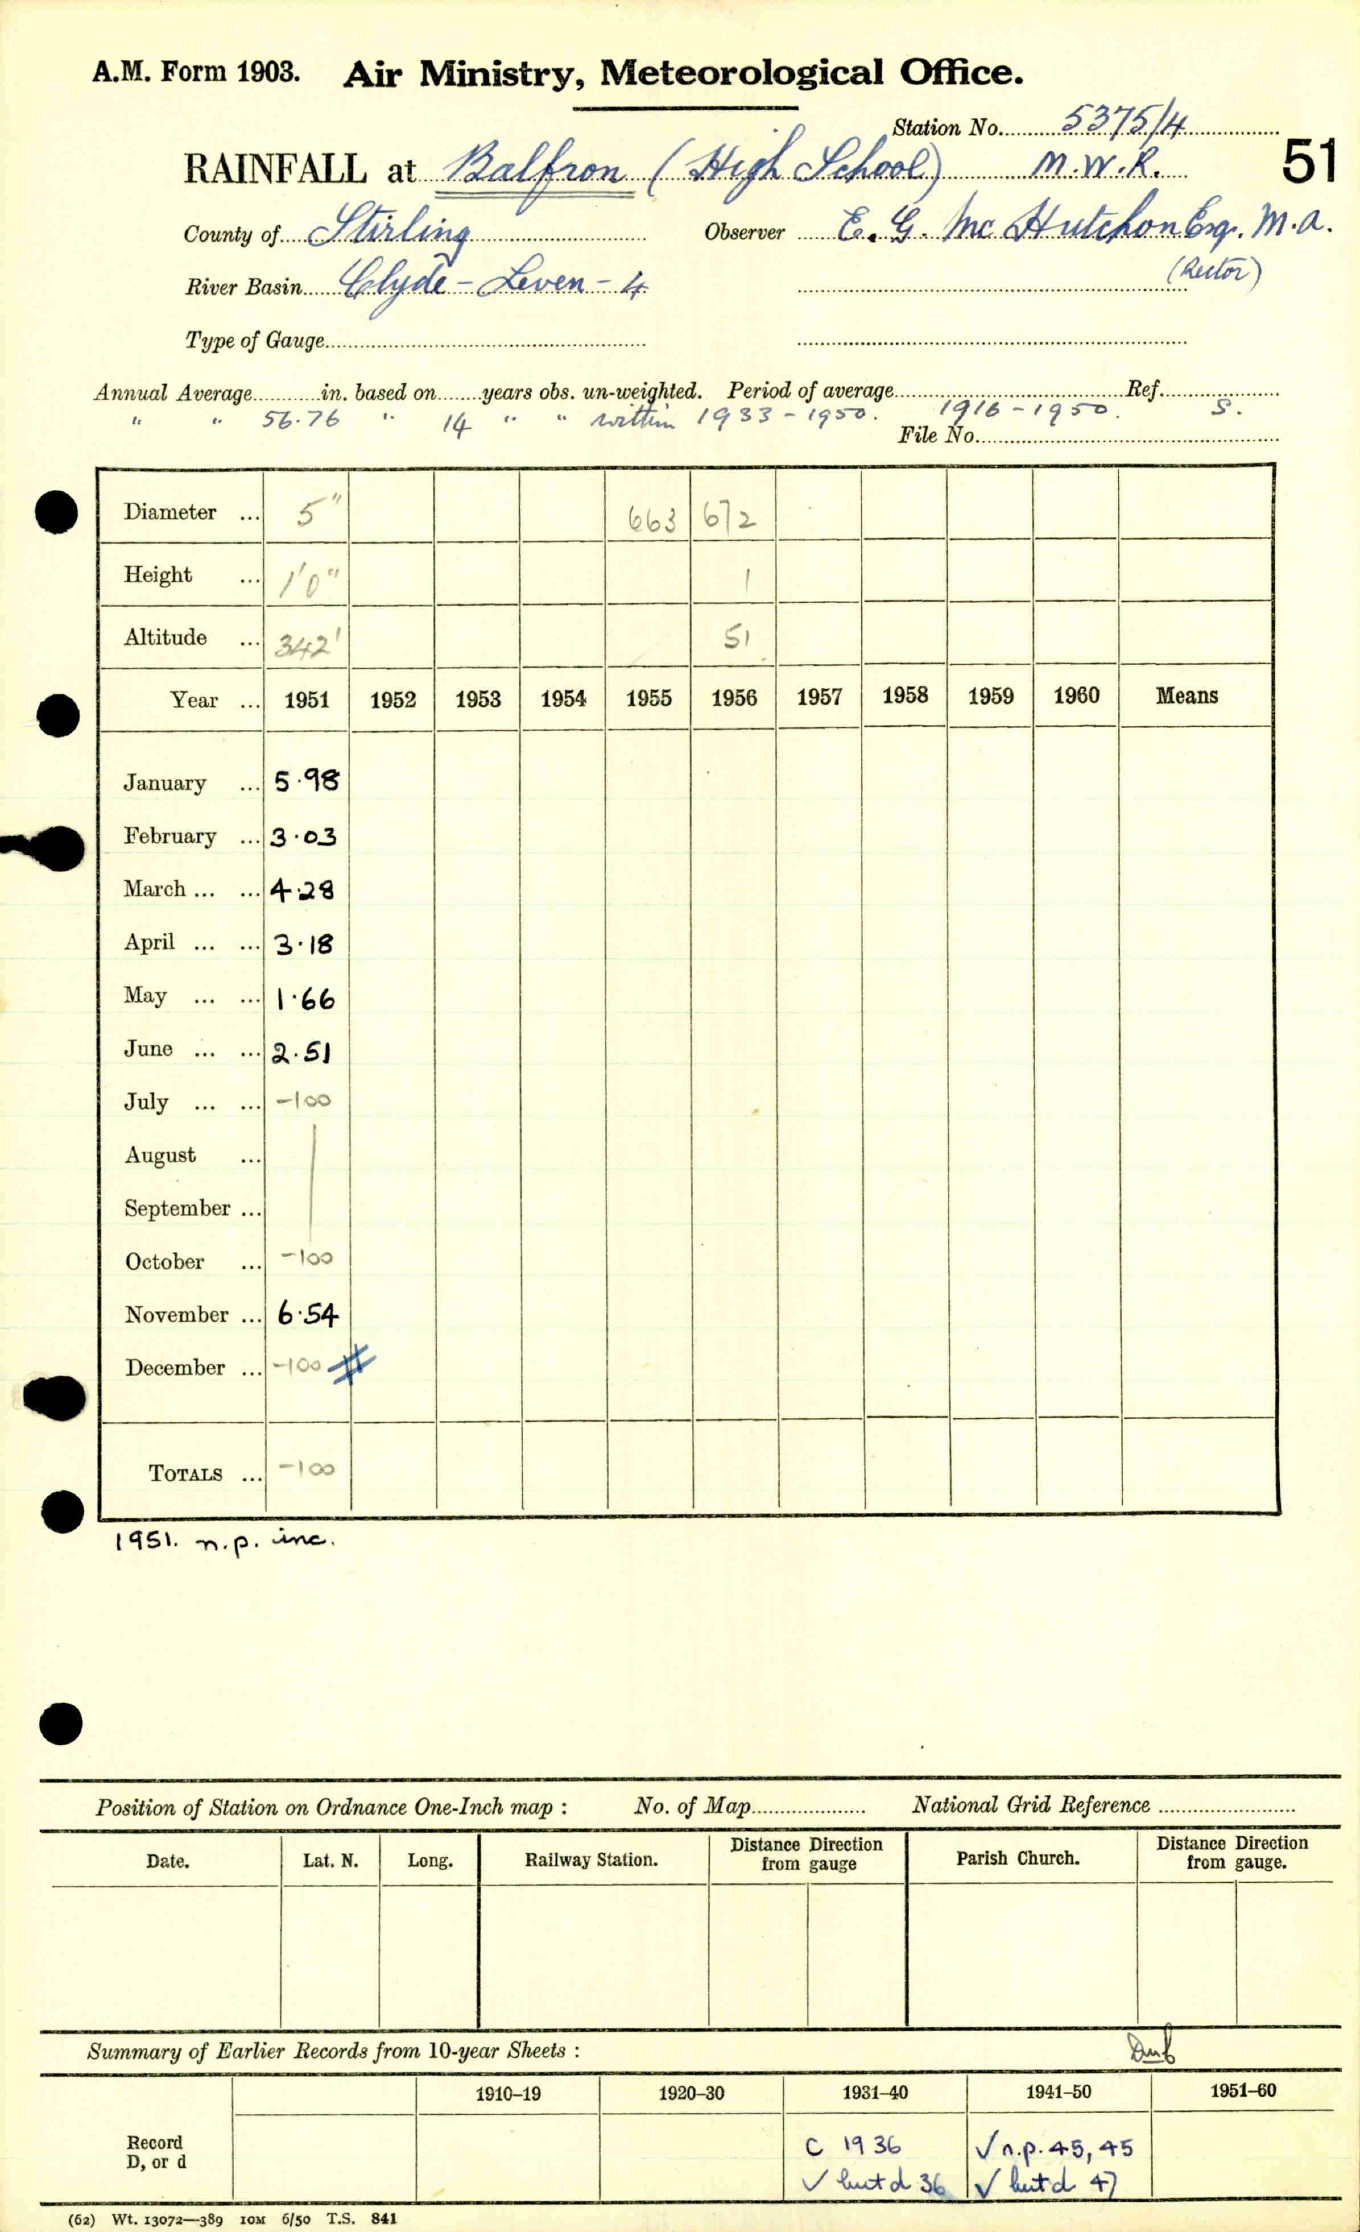 A.M. Form 1903. Air Ministry, Meteorological Office.
Station No. 5375/4
RAINFALL at Balfron (High School) M.W.R. 51
County of Stirling Observer E. G. Mc Hutchon Esq. M.A.
(Rector)
River Basin Clyde - Leven - 4
Type of Gauge
Annual Average in. based on years obs. un-weighted. Period of average Ref.
" " 56.76 " 14 " " within 1933-1950. 1916-1950. S.
File No.
Diameter ... 5" 663 672
Height ... 1'0" 1
Altitude ... 342' 51
Year ... 1951 1952 1953 1954 1955 1956 1957 1958 1959 1960 Means
January ... 5.98
February ... 3.03
March ... ... 4.28
April ... ... 3.18
May ... ... 1.66
June ... ... 2.51
July ... ... -100
August ...
September ...
October ... -100
November ... 6.54
December ... -100 #
TOTALS ... -100
1951. n.p. inc.
Position of Station on Ordnance One-Inch map : No. of Map National Grid Reference
Date. Lat. N. Long. Railway Station. Distance from gauge Direction Parish Church. Distance from gauge. Direction
Summary of Earlier Records from 10-year Sheets :
1910-19 1920-30 1931-40 1941-50 1951-60
Record D, or d
C 1936 ✓ n.p. 45, 45
✓ but d 36 ✓ but d 47
(62) Wt. 13072—389 10M 6/50 T.S. 841